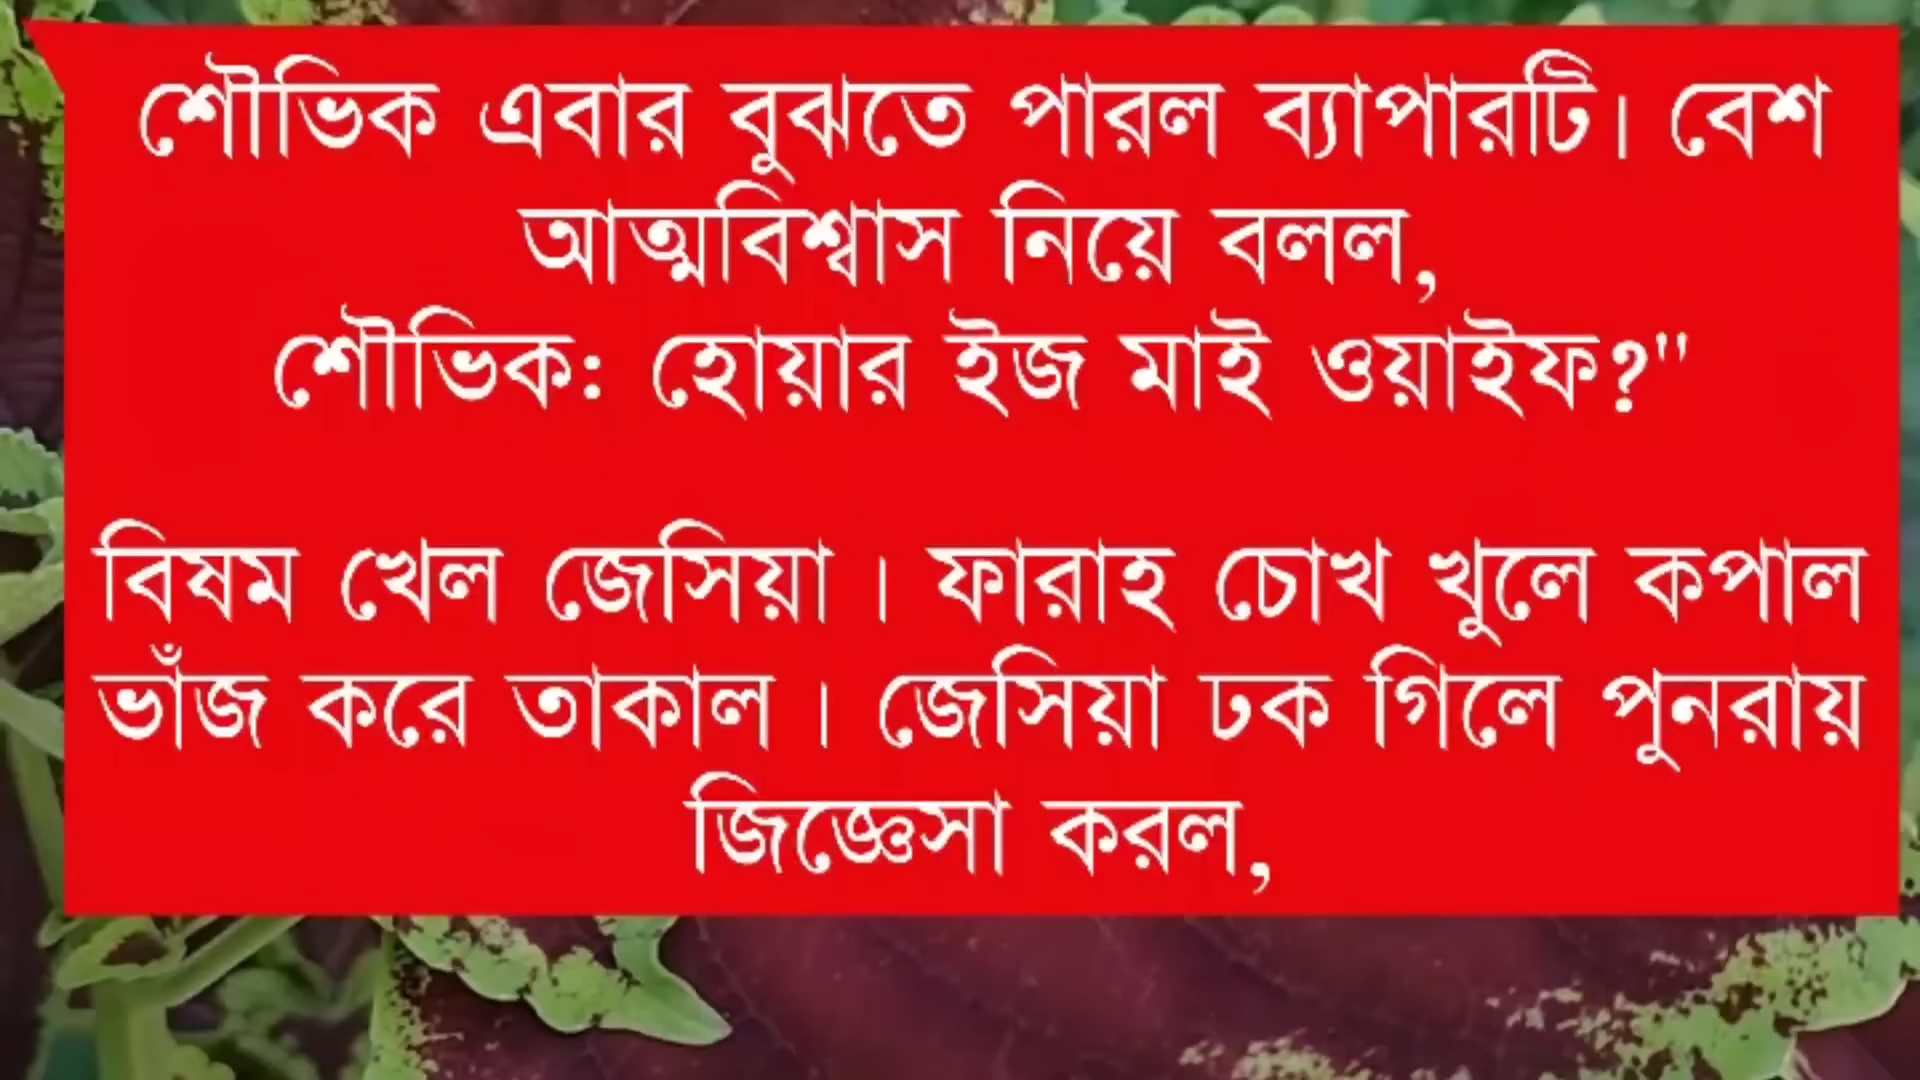 শৌভিক এবার বুঝতে পারল ব্যাপারটি। বেশ
আত্মবিশ্বাস নিয়ে বলল,
শৌভিক: হোয়ার ইজ মাই ওয়াইফ?"
বিষম খেল জেসিয়া । ফারাহ চোখ খুলে কপাল
ভাঁজ করে তাকাল । জেসিয়া ঢক গিলে পুনরায়
জিজ্ঞেসা করল,